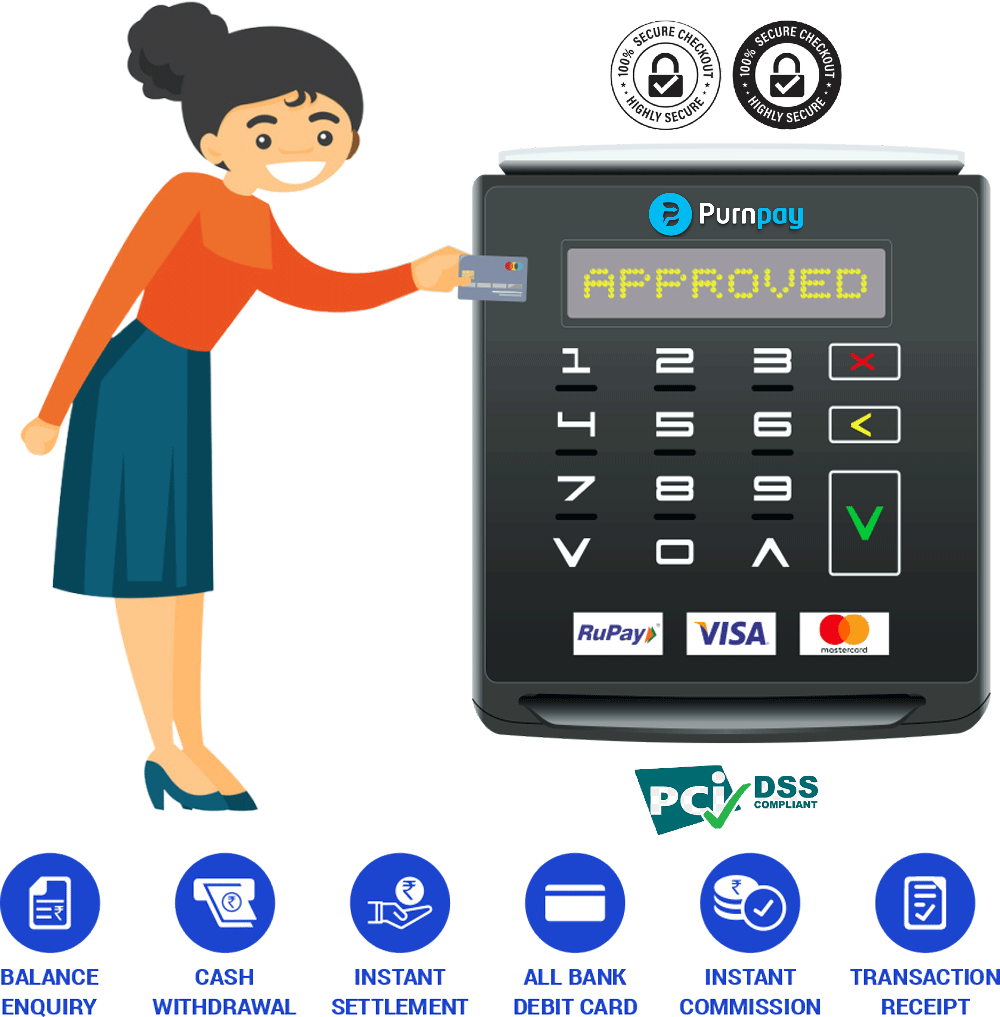 100% SECURE CHECKOUT
HIGHLY SECURE
100% SECURE CHECKOUT
HIGHLY SECURE
Purnpay
APPROVED
1 2 3 X
4 5 6 <
7 8 9
V 0 Λ V
RuPay VISA mastercard
PCi DSS
COMPLIANT
BALANCE
ENQUIRY
CASH
WITHDRAWAL
INSTANT
SETTLEMENT
ALL BANK
DEBIT CARD
INSTANT
COMMISSION
TRANSACTION
RECEIPT